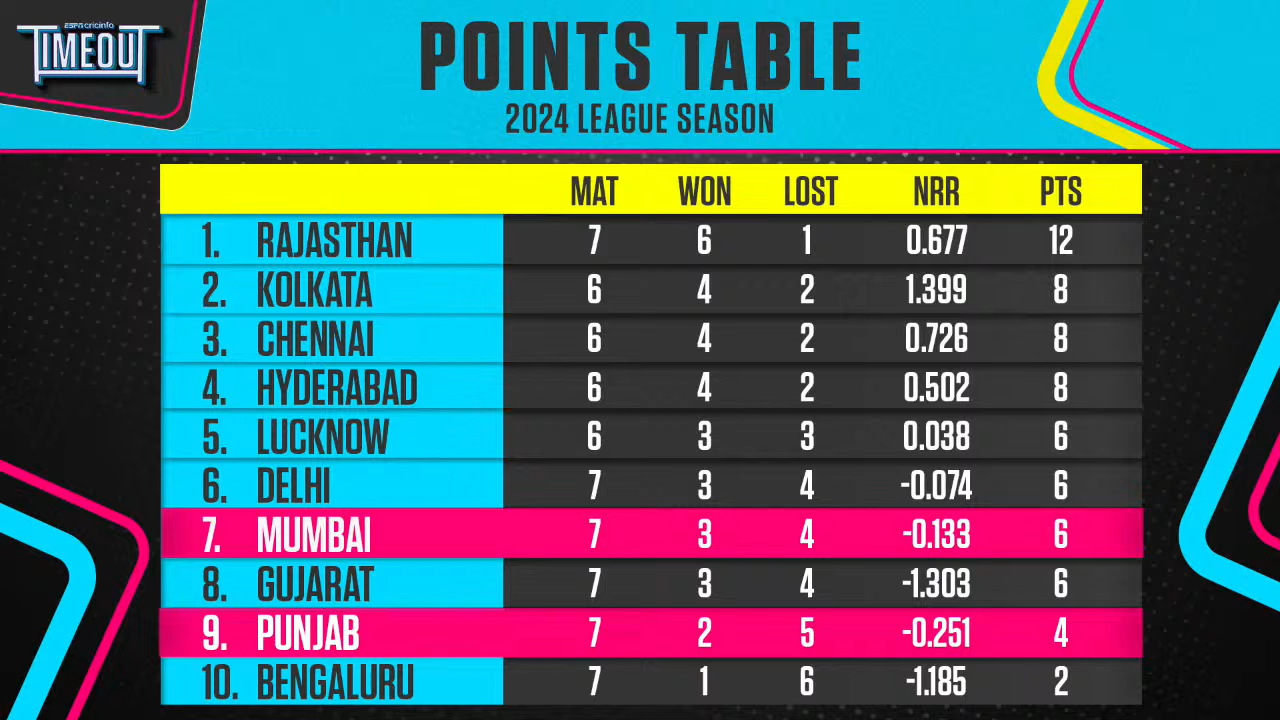 ESPN cricinfo
TIMEOUT
POINTS TABLE
2024 LEAGUE SEASON
MAT WON LOST NRR PTS
1. RAJASTHAN 7 6 1 0.677 12
2. KOLKATA 6 4 2 1.399 8
3. CHENNAI 6 4 2 0.726 8
4. HYDERABAD 6 4 2 0.502 8
5. LUCKNOW 6 3 3 0.038 6
6. DELHI 7 3 4 -0.074 6
7. MUMBAI 7 3 4 -0.133 6
8. GUJARAT 7 3 4 -1.303 6
9. PUNJAB 7 2 5 -0.251 4
10. BENGALURU 7 1 6 -1.185 2